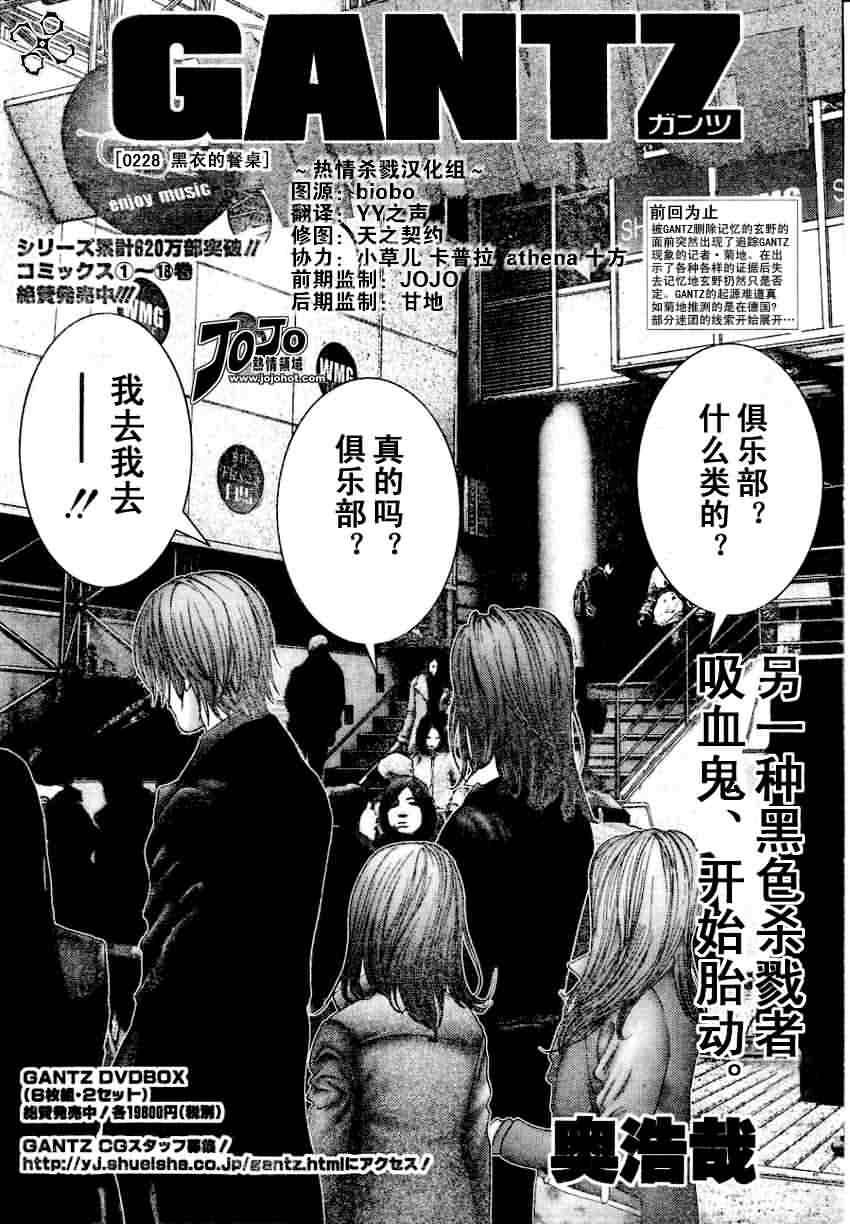 GANTZ
ガンツ
[0228 黑衣的餐桌]
～热情杀戮汉化组～
图源：biobo
翻译：YY之声
修图：天之契约
协力：小草儿 卡普拉 athena 十方
前期监制：JOJO
后期监制：甘地
enjoy music
シリーズ累計620万部突破!!
コミックス①～⑱巻
絶賛発売中!!!
WMG
JOJO
熱情領域
www.jojohot.com
WMG
前回为止
被GANTZ删除记忆的玄野的
面前突然出现了追踪GANTZ
现象的记者・菊地。在出
示了各种各样的证据后失
去记忆地玄野扔然只是否
定。GANTZ的起源难道真
如菊地推测的是在德国?
部分迷团的线索开始展开…
俱乐部？
什么类的？
真的吗？
俱乐部？
我去我去
——!!
另一种黑色杀戮者
吸血鬼、开始胎动。
GANTZ DVDBOX
(6枚組・2セット)
絶賛発売中！各19800円(税別)
GANTZ CGスタッフ募集！
http://yj.shueisha.co.jp/gantz.htmlにアクセス！
奥浩哉